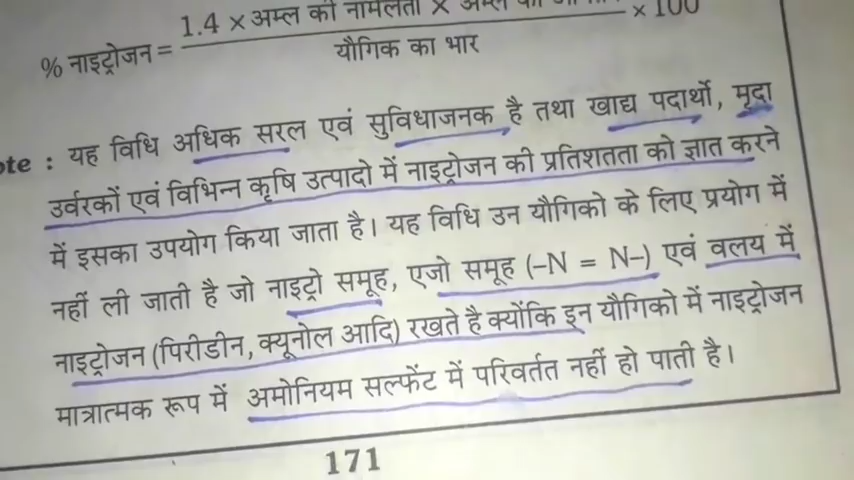 1.4 × अम्ल की नॉर्मलता × अम्ल का
% नाइट्रोजन = × 100
यौगिक का भार
ote : यह विधि अधिक सरल एवं सुविधाजनक है तथा खाद्य पदार्थों, मृदा
उर्वरकों एवं विभिन्न कृषि उत्पादो में नाइट्रोजन की प्रतिशतता को ज्ञात करने
में इसका उपयोग किया जाता है। यह विधि उन यौगिको के लिए प्रयोग में
नहीं ली जाती है जो नाइट्रो समूह, एजो समूह (–N = N–) एवं वलय में
नाइट्रोजन (पिरीडीन, क्यूनोल आदि) रखते है क्योंकि इन यौगिको में नाइट्रोजन
मात्रात्मक रूप में अमोनियम सल्फेंट में परिवर्तत नहीं हो पाती है।
171